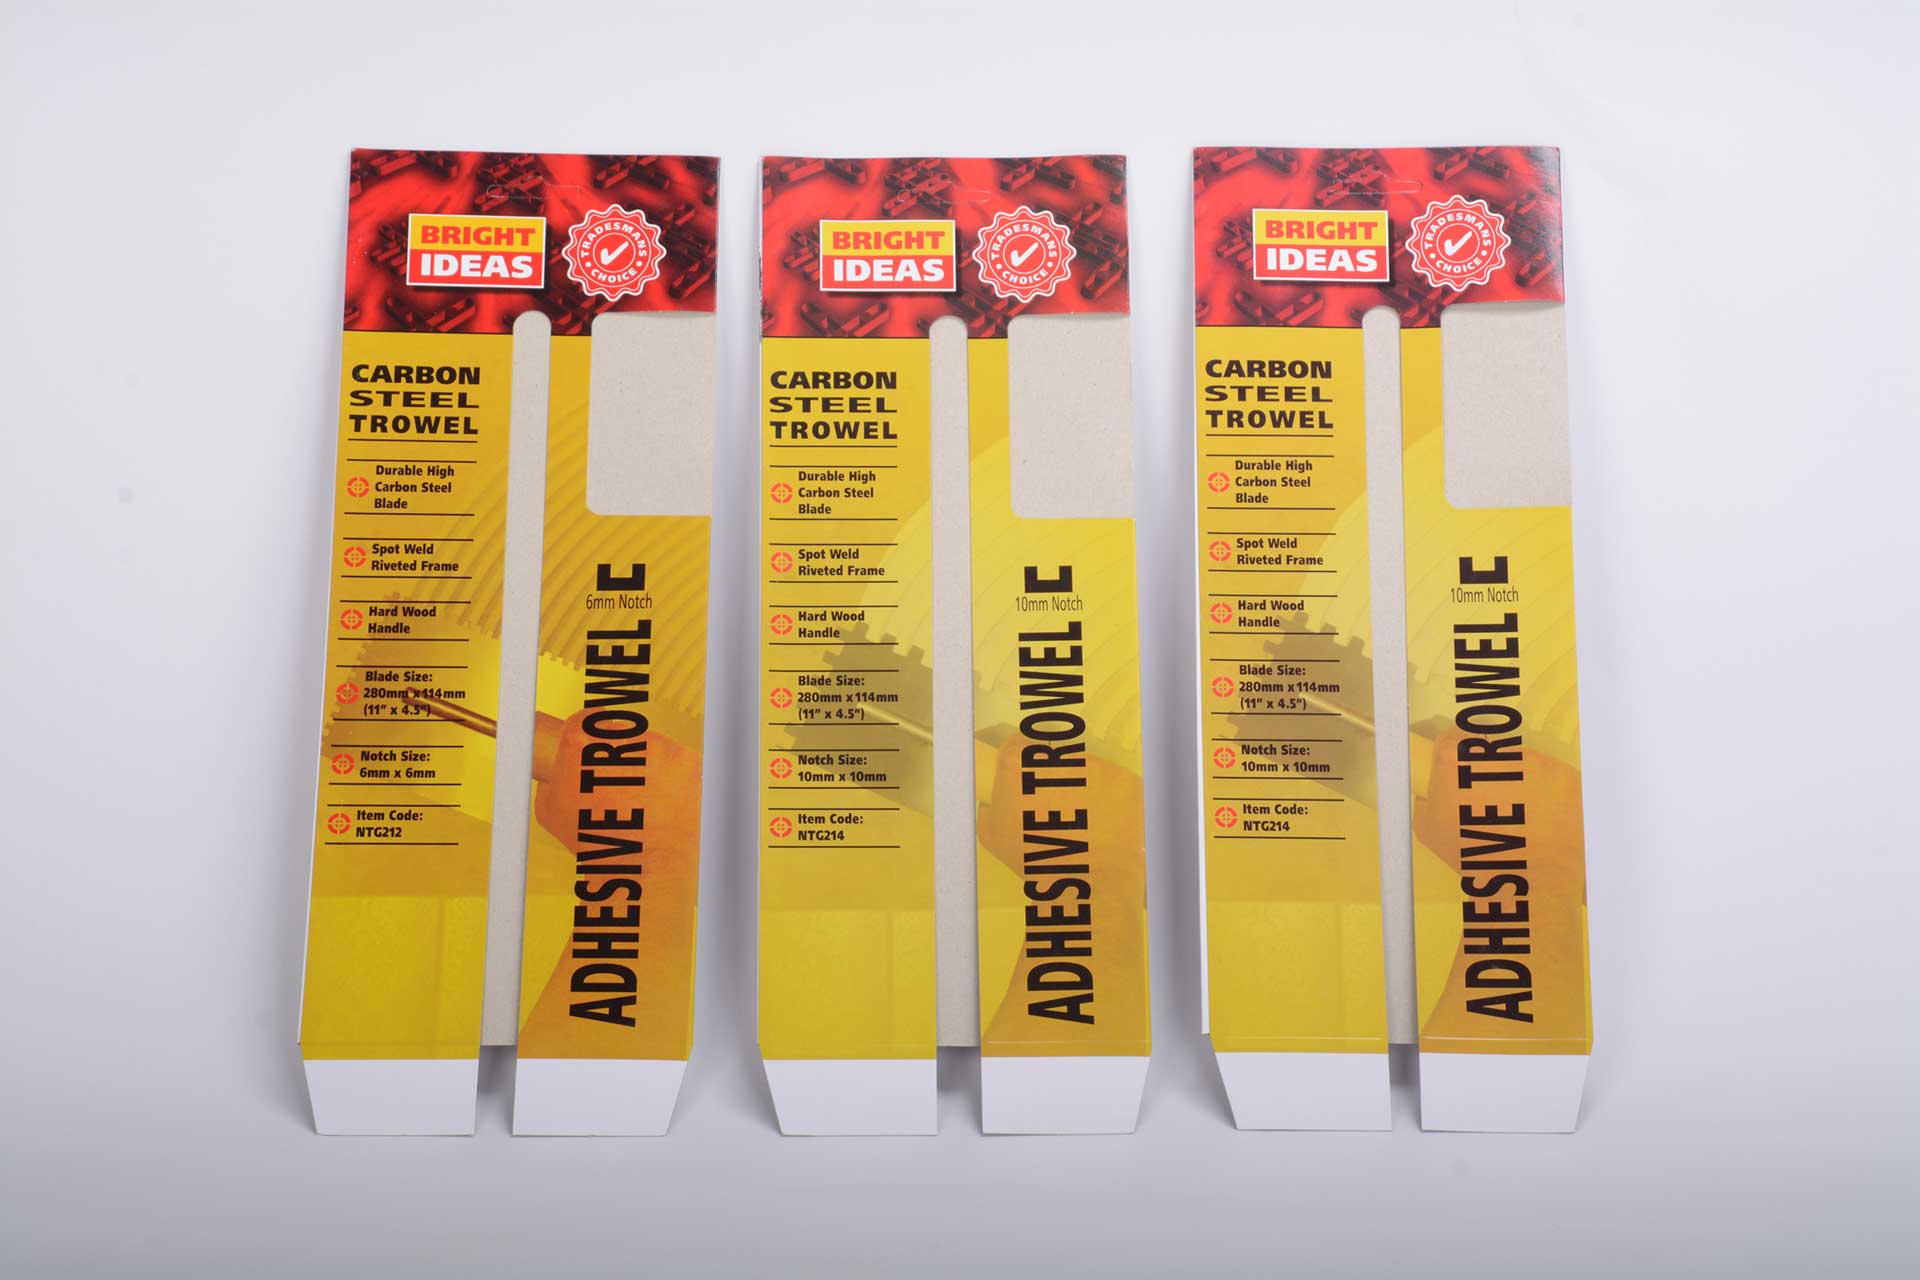 BRIGHT
IDEAS
TRADESMANS
CHOICE
CARBON
STEEL
TROWEL
Durable High
Carbon Steel
Blade
Spot Weld
Riveted Frame
Hard Wood
Handle
Blade Size:
280mm x 114mm
(11" x 4.5")
Notch Size:
6mm x 6mm
Item Code:
NTG212
6mm Notch
ADHESIVE TROWEL
BRIGHT
IDEAS
TRADESMANS
CHOICE
CARBON
STEEL
TROWEL
Durable High
Carbon Steel
Blade
Spot Weld
Riveted Frame
Hard Wood
Handle
Blade Size:
280mm x 114mm
(11" x 4.5")
Notch Size:
10mm x 10mm
Item Code:
NTG214
10mm Notch
ADHESIVE TROWEL
BRIGHT
IDEAS
TRADESMANS
CHOICE
CARBON
STEEL
TROWEL
Durable High
Carbon Steel
Blade
Spot Weld
Riveted Frame
Hard Wood
Handle
Blade Size:
280mm x 114mm
(11" x 4.5")
Notch Size:
10mm x 10mm
Item Code:
NTG214
10mm Notch
ADHESIVE TROWEL